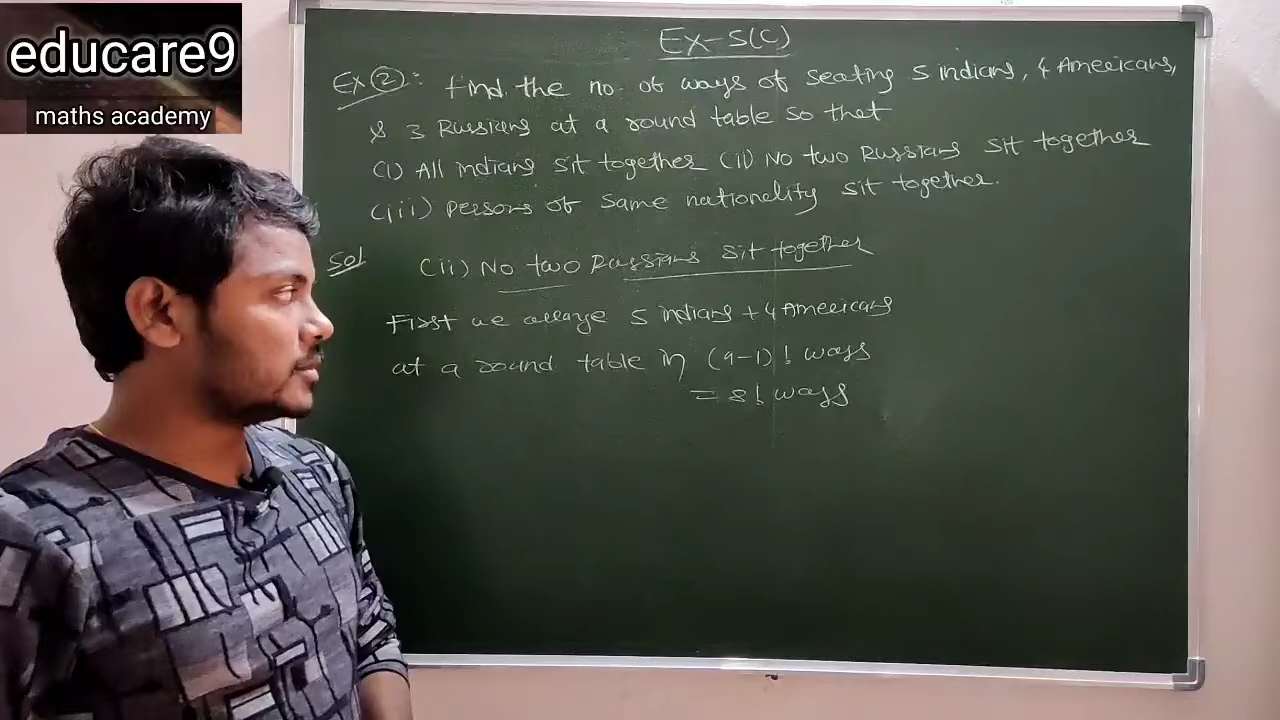 educare9
maths academy
Ex-5(c)
Ex ②: Find the no. of ways of seating 5 indians, 4 Americans,
& 3 Russians at a round table so that
(i) All indians sit together (ii) No two Russians sit together
(iii) Persons of same nationality sit together.
Sol (ii) No two Russians sit together
First we arrange 5 indians + 4 Americans
at a round table in (9-1)! ways
= 8! ways